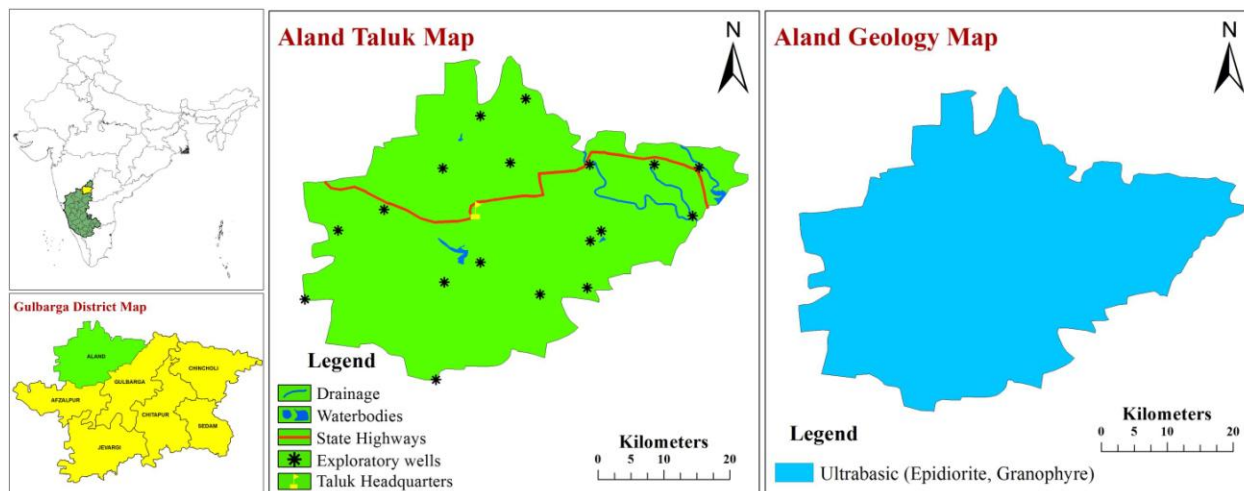 Gulbarga District Map
ALAND
CHINCHOLI
GULBARGA
AFZALPUR
CHITAPUR
SEDAM
JEVARGI
Aland Taluk Map
N
Legend
Drainage
Waterbodies
State Highways
Exploratory wells
Taluk Headquarters
Kilometers
0 5 10 20
Aland Geology Map
N
Legend
Ultrabasic (Epidiorite, Granophyre)
Kilometers
0 5 10 20